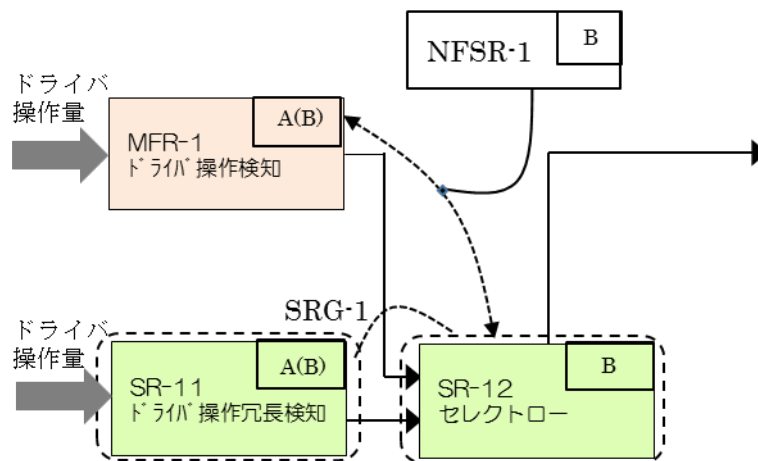 NFSR-1
B
ドライバ
操作量
A(B)
MFR-1
ﾄﾞﾗｲﾊﾞ操作検知
SRG-1
ドライバ
操作量
A(B)
SR-11
ﾄﾞﾗｲﾊﾞ操作冗長検知
B
SR-12
セレクトロー